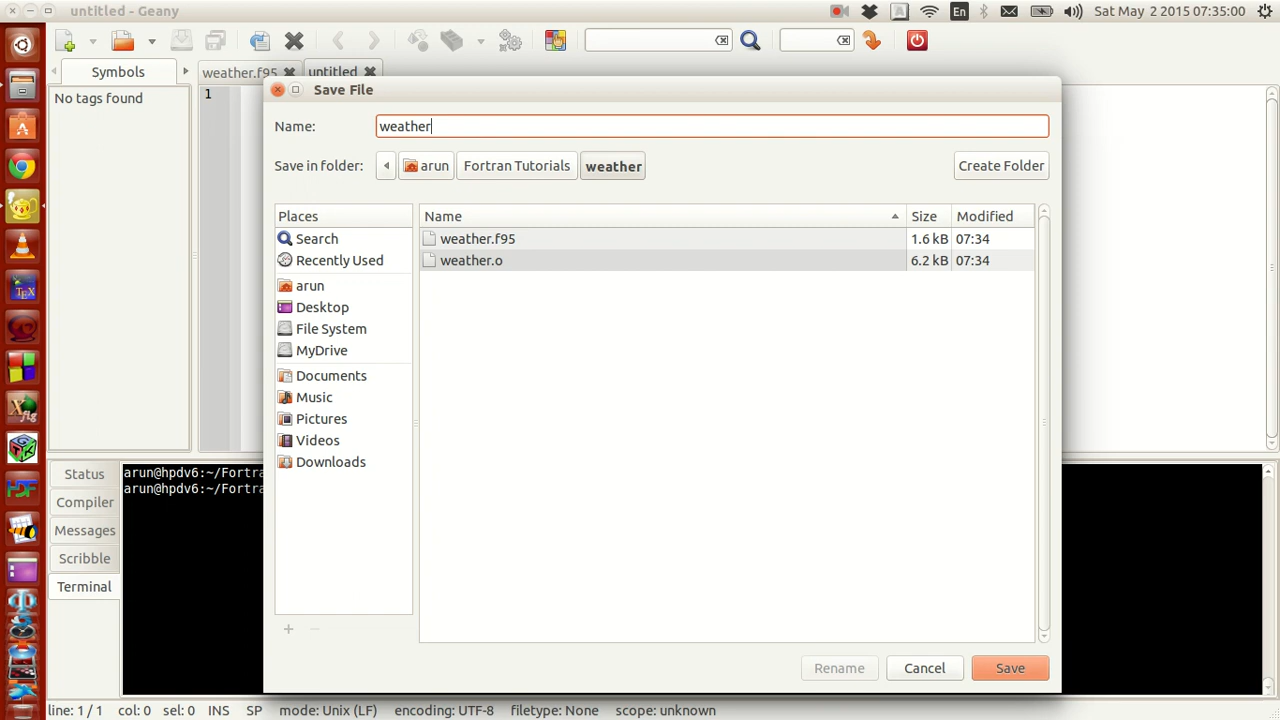 untitled - Geany
En
Sat May 2 2015 07:35:00
Symbols
weather.f95
untitled
No tags found
1
Save File
Name:
weather
Save in folder:
arun
Fortran Tutorials
weather
Create Folder
Places
Name
Size
Modified
Search
weather.f95
1.6 kB
07:34
Recently Used
weather.o
6.2 kB
07:34
arun
Desktop
File System
MyDrive
Documents
Music
Pictures
Videos
Downloads
Status
Compiler
Messages
Scribble
Terminal
arun@hpdv6:~/Fortra
arun@hpdv6:~/Fortra
Rename
Cancel
Save
line: 1 / 1
col: 0
sel: 0
INS
SP
mode: Unix (LF)
encoding: UTF-8
filetype: None
scope: unknown